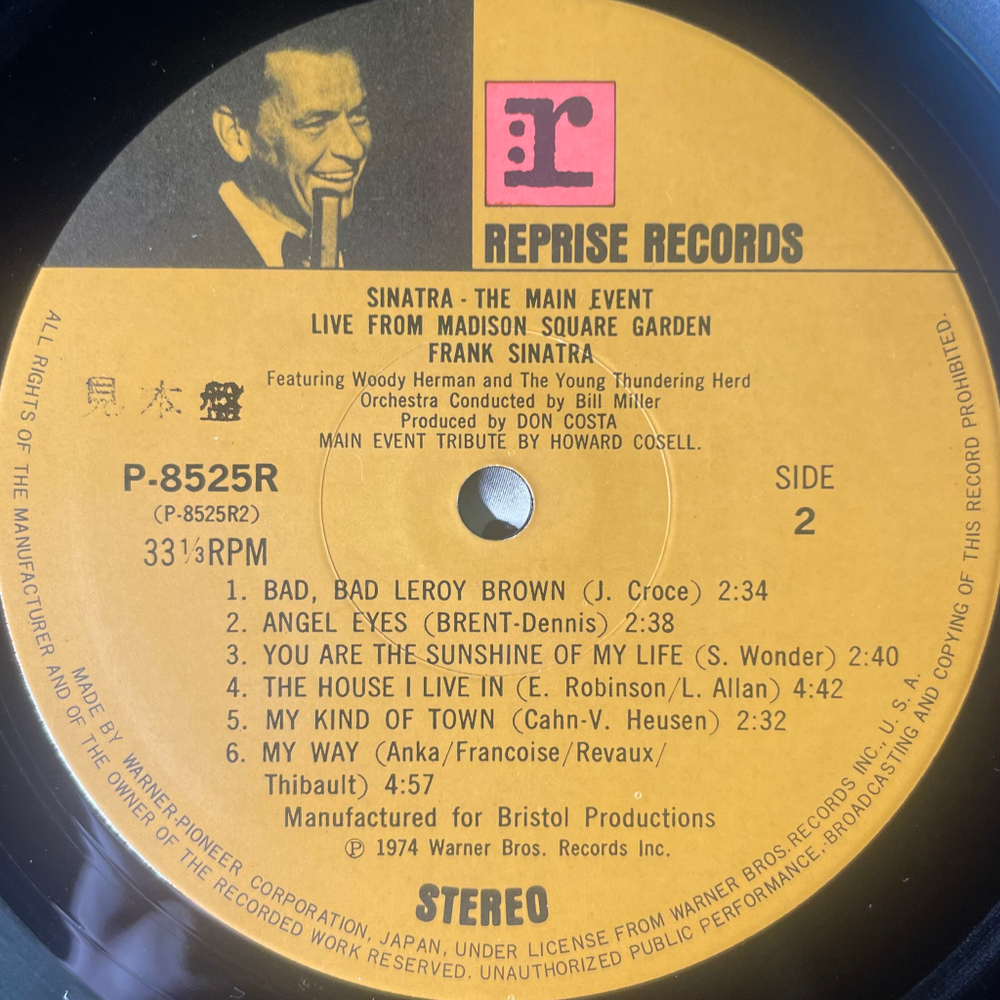 r
REPRISE RECORDS
SINATRA - THE MAIN EVENT
LIVE FROM MADISON SQUARE GARDEN
FRANK SINATRA
Featuring Woody Herman and The Young Thundering Herd
Orchestra Conducted by Bill Miller
Produced by DON COSTA
MAIN EVENT TRIBUTE BY HOWARD COSELL.
見本盤
P-8525R
(P-8525R2)
33 1/3 RPM
SIDE
2
1. BAD, BAD LEROY BROWN (J. Croce) 2:34
2. ANGEL EYES (BRENT-Dennis) 2:38
3. YOU ARE THE SUNSHINE OF MY LIFE (S. Wonder) 2:40
4. THE HOUSE I LIVE IN (E. Robinson/L. Allan) 4:42
5. MY KIND OF TOWN (Cahn-V. Heusen) 2:32
6. MY WAY (Anka/Francoise/Revaux/
Thibault) 4:57
Manufactured for Bristol Productions
Ⓟ 1974 Warner Bros. Records Inc.
STEREO
MADE BY WARNER-PIONEER CORPORATION, JAPAN, UNDER LICENSE FROM WARNER BROS. RECORDS INC., U. S. A.
ALL RIGHTS OF THE MANUFACTURER AND OF THE OWNER OF THE RECORDED WORK RESERVED. UNAUTHORIZED PUBLIC PERFORMANCE. BROADCASTING AND COPYING OF THIS RECORD PROHIBITED.